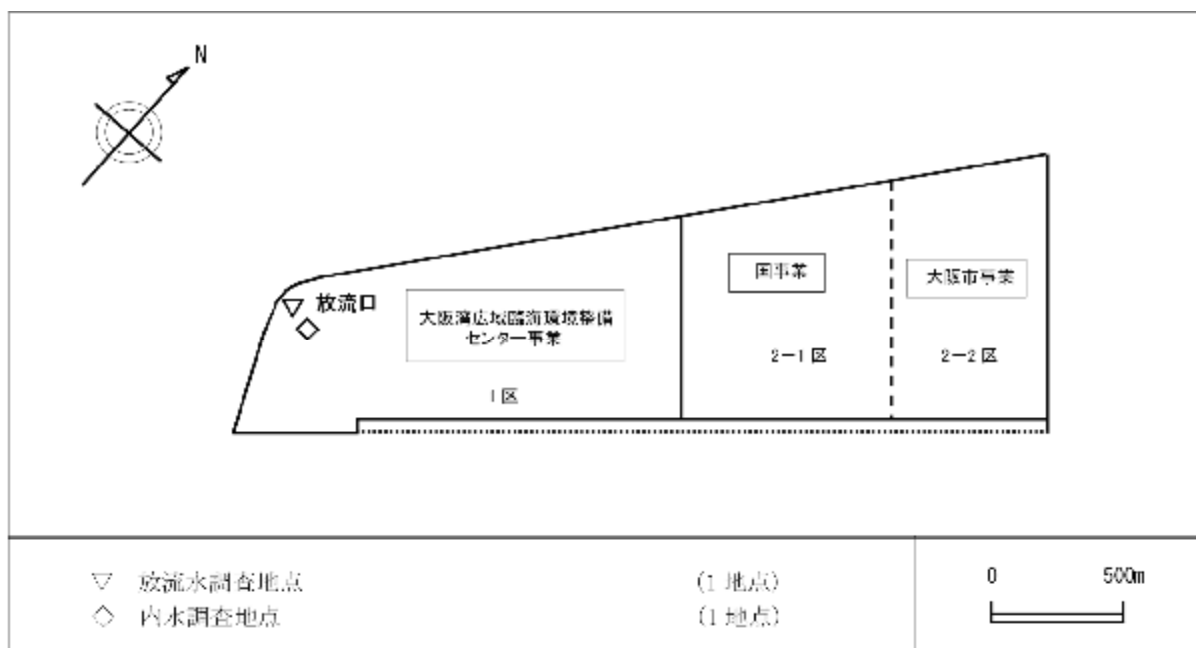 N
放流口
大阪湾広域臨海環境整備
センター事業
1区
国事業
2-1区
大阪市事業
2-2区
▽ 放流水調査地点 (1地点)
◇ 内水調査地点 (1地点)
0 500m